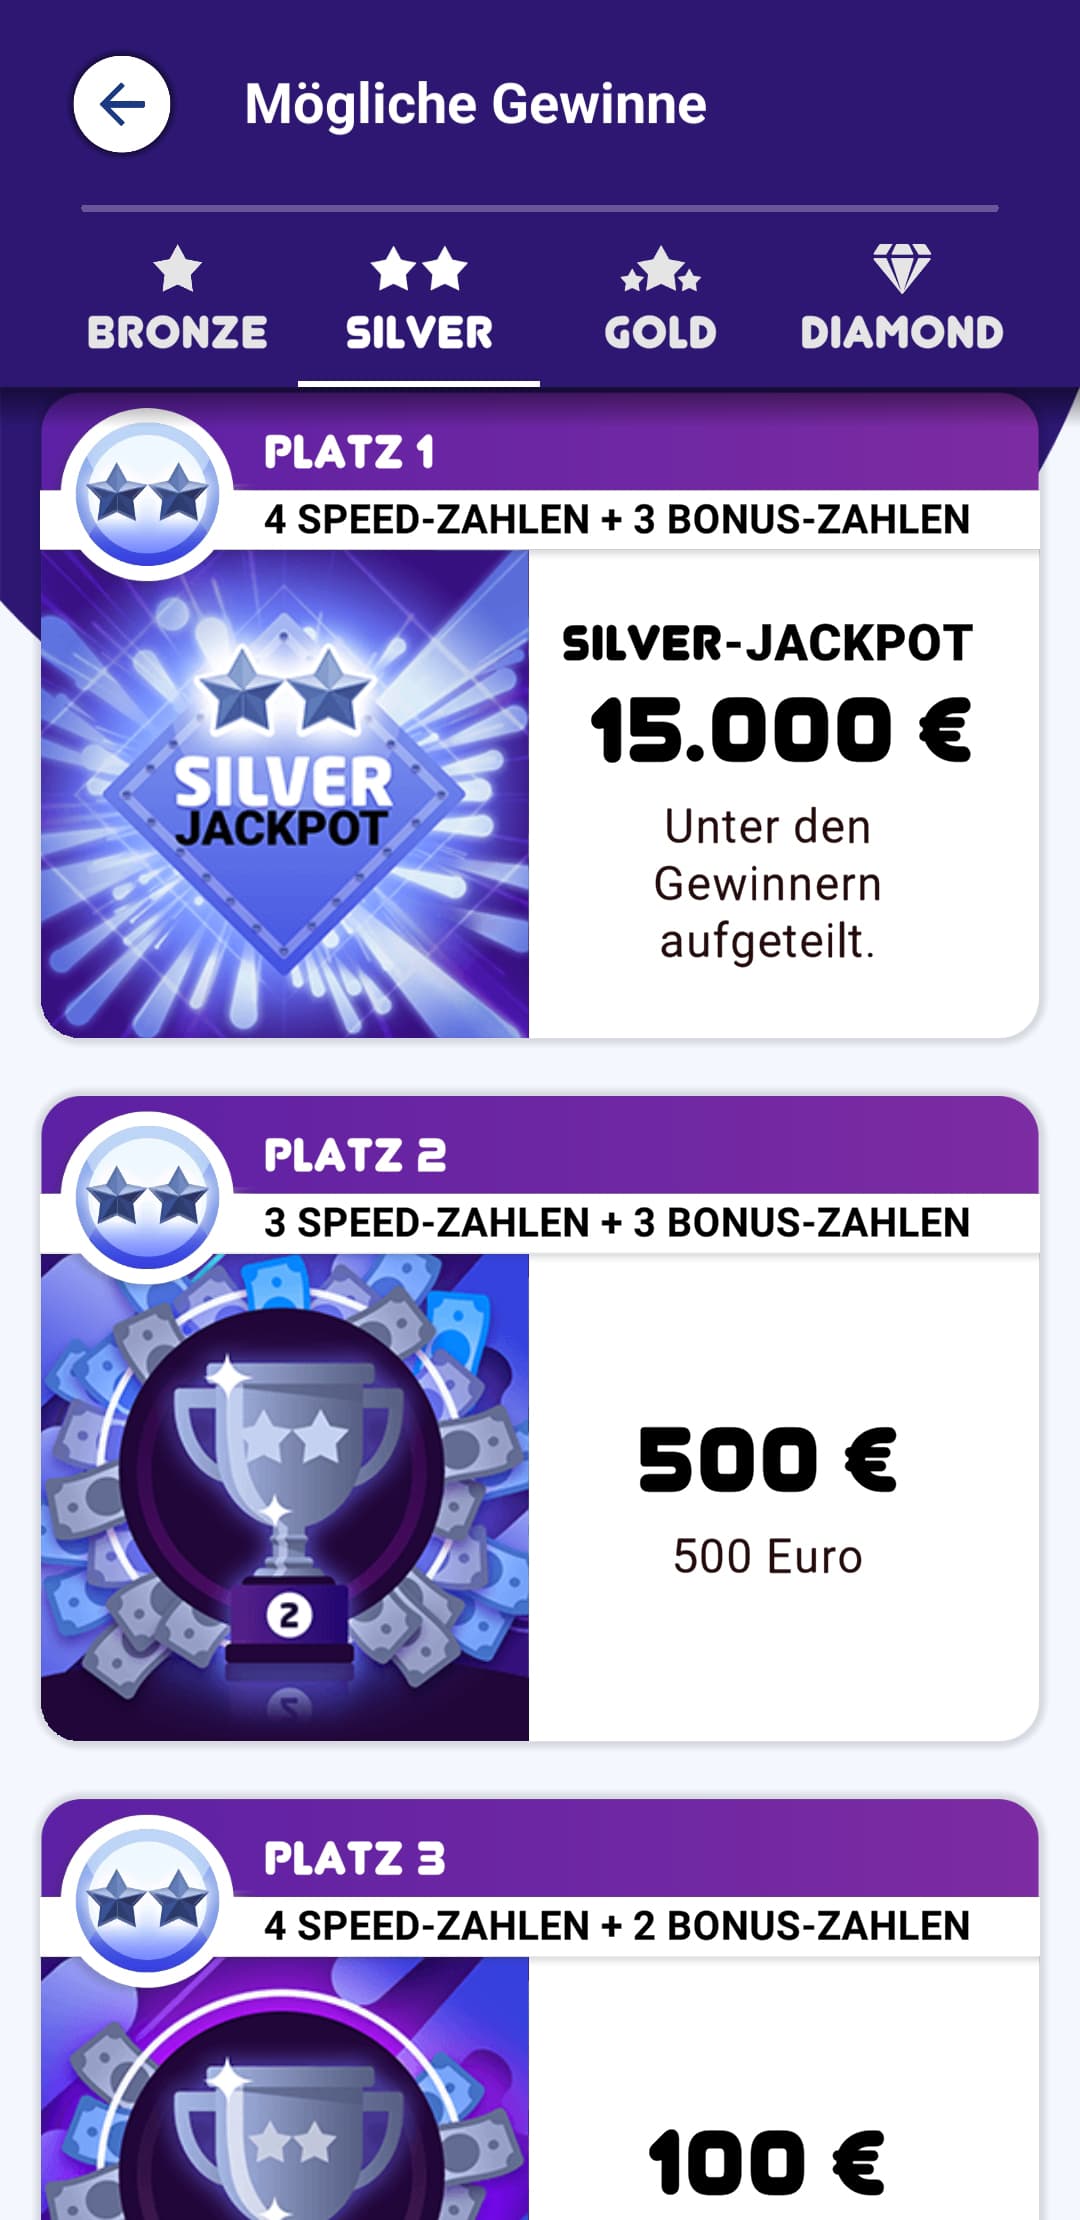 Mögliche Gewinne
BRONZE
SILVER
GOLD
DIAMOND
PLATZ 1
4 SPEED-ZAHLEN + 3 BONUS-ZAHLEN
SILVER
JACKPOT
SILVER-JACKPOT
15.000 €
Unter den
Gewinnern
aufgeteilt.
PLATZ 2
3 SPEED-ZAHLEN + 3 BONUS-ZAHLEN
2
500 €
500 Euro
PLATZ 3
4 SPEED-ZAHLEN + 2 BONUS-ZAHLEN
100 €